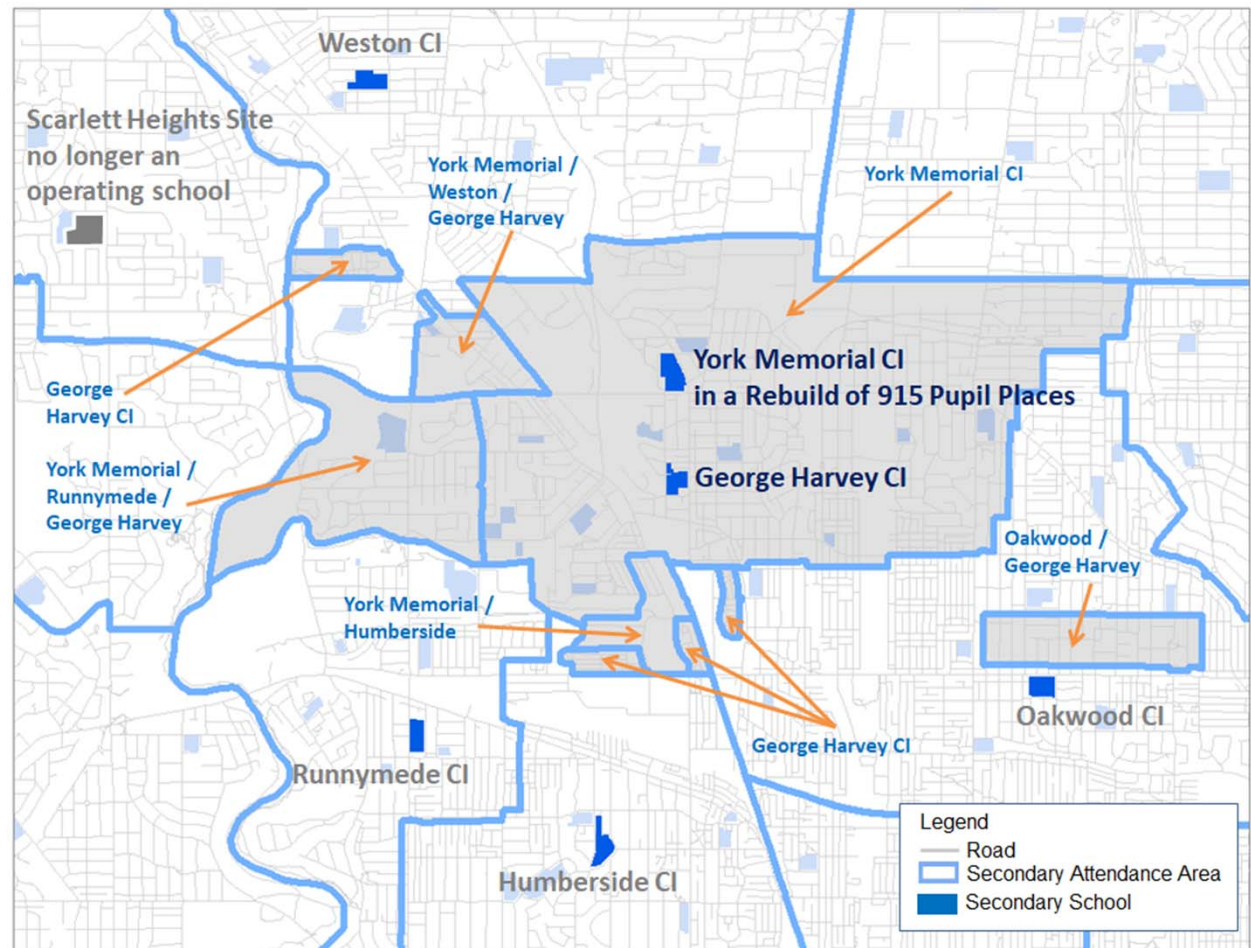 Weston CI
Scarlett Heights Site
no longer an
operating school
York Memorial /
Weston /
George Harvey
York Memorial CI
George
Harvey CI
York Memorial CI
in a Rebuild of 915 Pupil Places
York Memorial /
Runnymede /
George Harvey
George Harvey CI
Oakwood /
George Harvey
York Memorial /
Humberside
Oakwood CI
George Harvey CI
Runnymede CI
Humberside CI
Legend
Road
Secondary Attendance Area
Secondary School